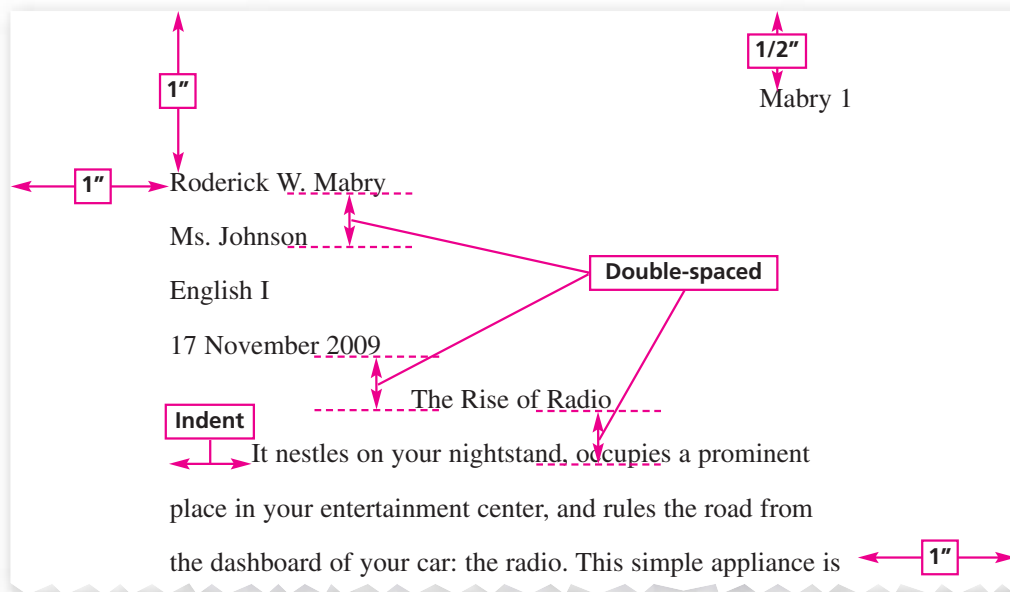 1/2"
1"
Mabry 1
1"
Roderick W. Mabry
Ms. Johnson
Double-spaced
English I
17 November 2009
The Rise of Radio
Indent
It nestles on your nightstand, occupies a prominent
place in your entertainment center, and rules the road from
the dashboard of your car: the radio. This simple appliance is
1"